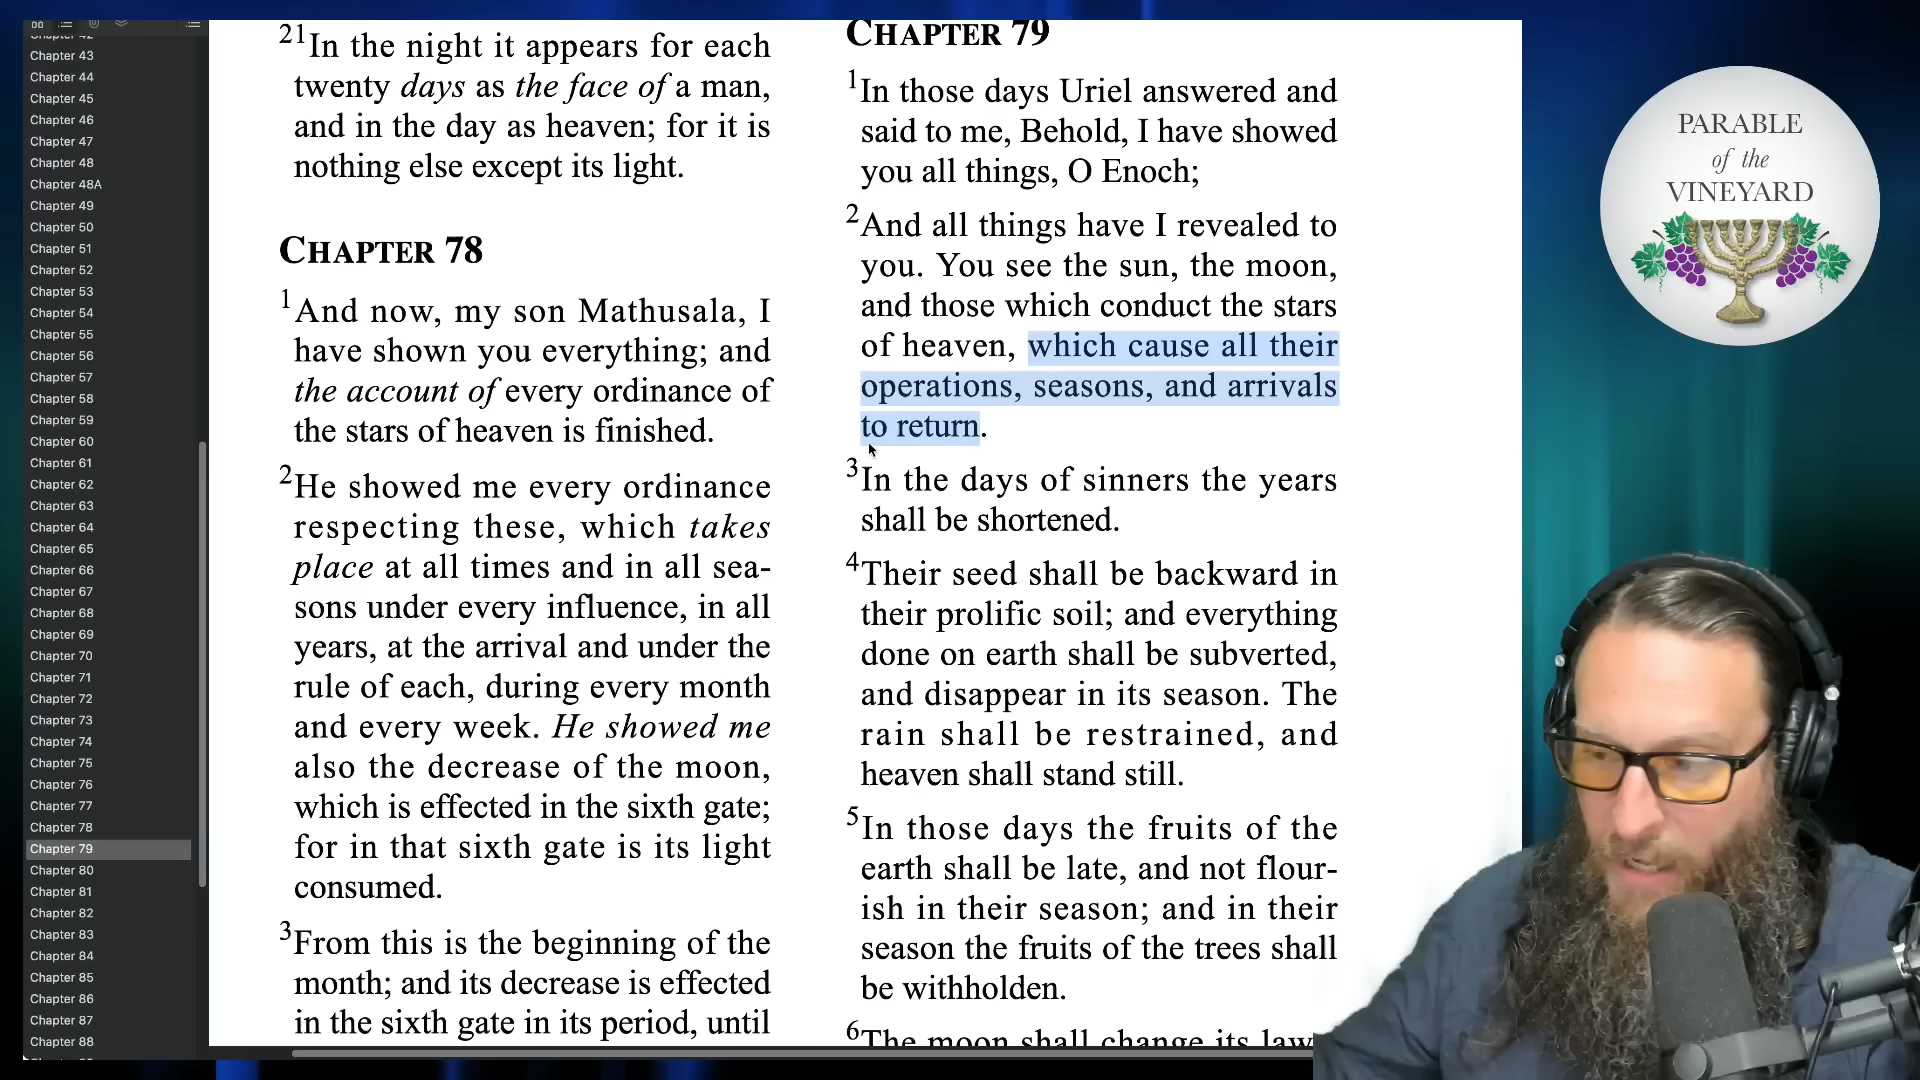 Chapter 42
Chapter 43
Chapter 44
Chapter 45
Chapter 46
Chapter 47
Chapter 48
Chapter 48A
Chapter 49
Chapter 50
Chapter 51
Chapter 52
Chapter 53
Chapter 54
Chapter 55
Chapter 56
Chapter 57
Chapter 58
Chapter 59
Chapter 60
Chapter 61
Chapter 62
Chapter 63
Chapter 64
Chapter 65
Chapter 66
Chapter 67
Chapter 68
Chapter 69
Chapter 70
Chapter 71
Chapter 72
Chapter 73
Chapter 74
Chapter 75
Chapter 76
Chapter 77
Chapter 78
Chapter 79
Chapter 80
Chapter 81
Chapter 82
Chapter 83
Chapter 84
Chapter 85
Chapter 86
Chapter 87
Chapter 88
21In the night it appears for each
twenty days as the face of a man,
and in the day as heaven; for it is
nothing else except its light.
CHAPTER 78
1And now, my son Mathusala, I
have shown you everything; and
the account of every ordinance of
the stars of heaven is finished.
2He showed me every ordinance
respecting these, which takes
place at all times and in all sea-
sons under every influence, in all
years, at the arrival and under the
rule of each, during every month
and every week. He showed me
also the decrease of the moon,
which is effected in the sixth gate;
for in that sixth gate is its light
consumed.
3From this is the beginning of the
month; and its decrease is effected
in the sixth gate in its period, until
CHAPTER 79
1In those days Uriel answered and
said to me, Behold, I have showed
you all things, O Enoch;
2And all things have I revealed to
you. You see the sun, the moon,
and those which conduct the stars
of heaven, which cause all their
operations, seasons, and arrivals
to return.
3In the days of sinners the years
shall be shortened.
4Their seed shall be backward in
their prolific soil; and everything
done on earth shall be subverted,
and disappear in its season. The
rain shall be restrained, and
heaven shall stand still.
5In those days the fruits of the
earth shall be late, and not flour-
ish in their season; and in their
season the fruits of the trees shall
be withholden.
6The moon shall change its law
PARABLE
of the
VINEYARD